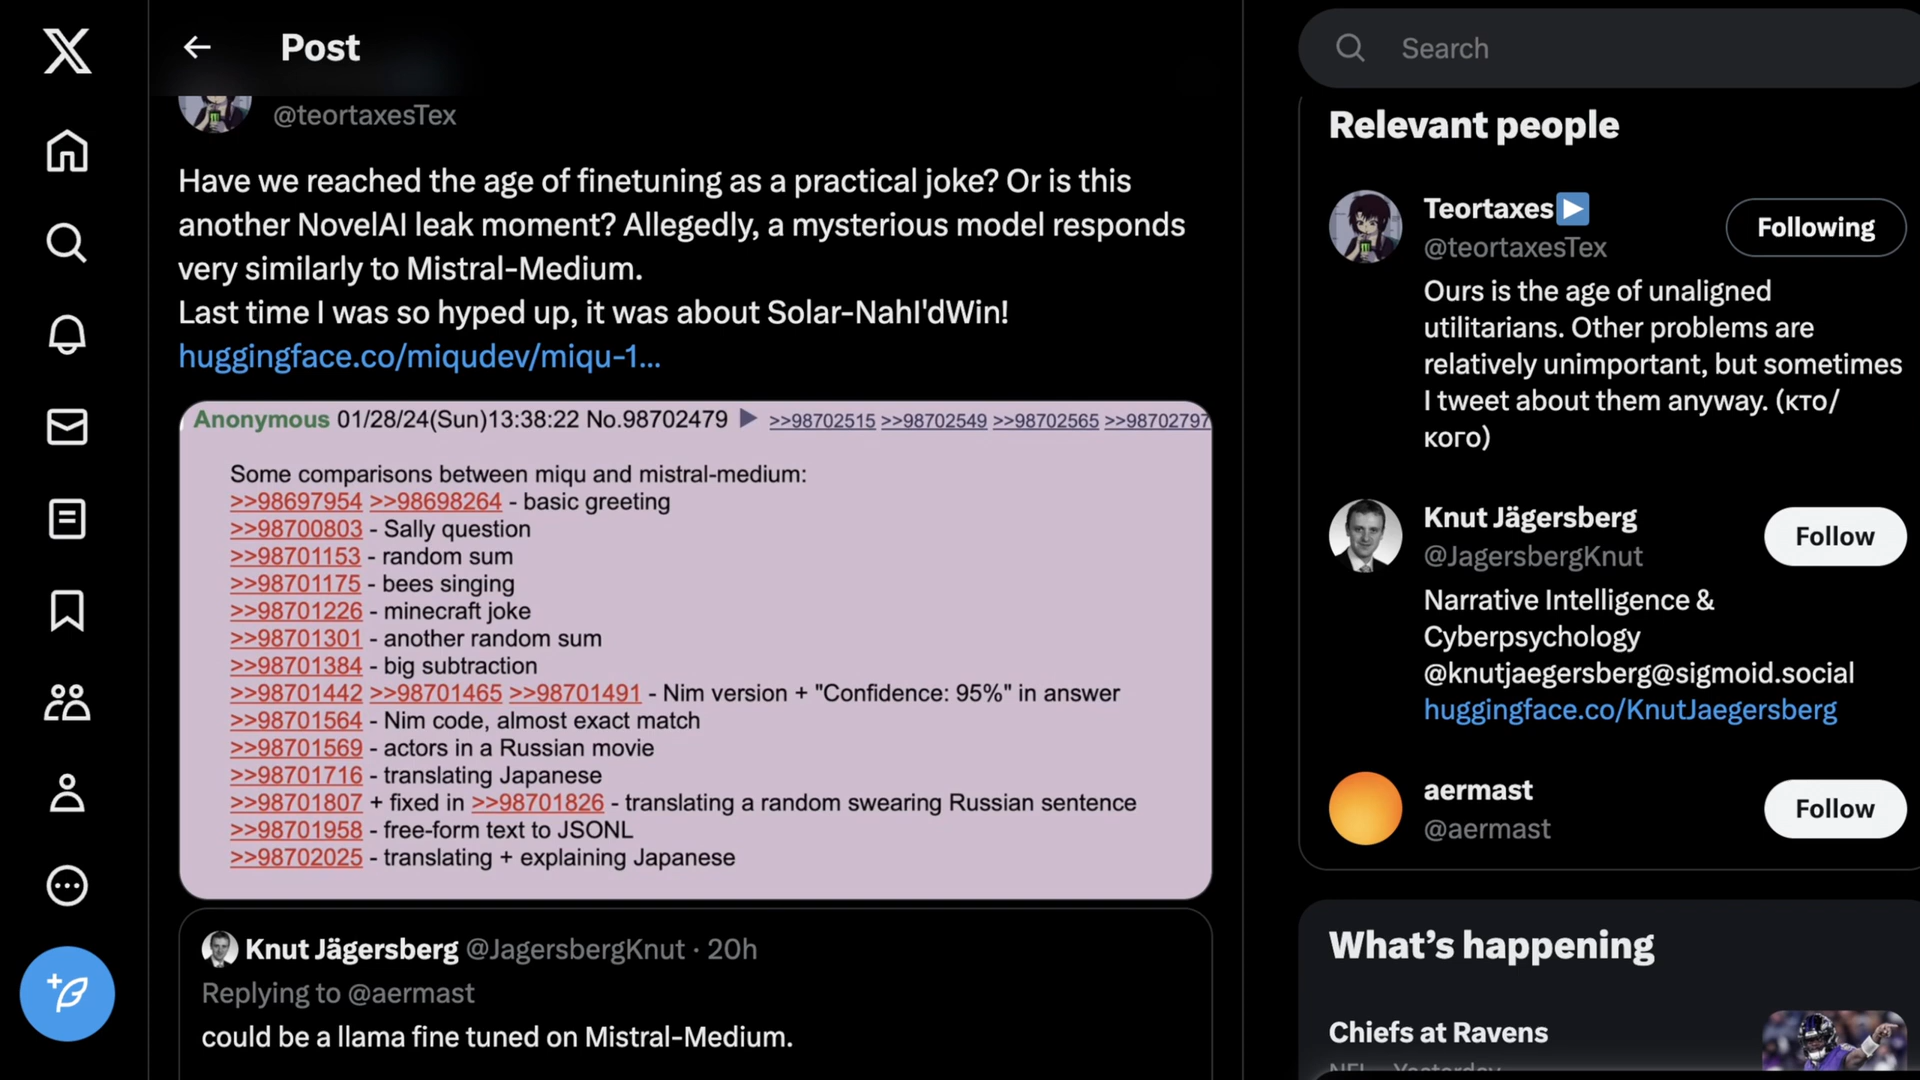 Post
@teortaxesTex
Have we reached the age of finetuning as a practical joke? Or is this
another NovelAI leak moment? Allegedly, a mysterious model responds
very similarly to Mistral-Medium.
Last time I was so hyped up, it was about Solar-NahI'dWin!
huggingface.co/miqudev/miqu-1...
Anonymous 01/28/24(Sun)13:38:22 No.98702479 ▶ >>98702515 >>98702549 >>98702565 >>98702797
Some comparisons between miqu and mistral-medium:
>>98697954 >>98698264 - basic greeting
>>98700803 - Sally question
>>98701153 - random sum
>>98701175 - bees singing
>>98701226 - minecraft joke
>>98701301 - another random sum
>>98701384 - big subtraction
>>98701442 >>98701465 >>98701491 - Nim version + "Confidence: 95%" in answer
>>98701564 - Nim code, almost exact match
>>98701569 - actors in a Russian movie
>>98701716 - translating Japanese
>>98701807 + fixed in >>98701826 - translating a random swearing Russian sentence
>>98701958 - free-form text to JSONL
>>98702025 - translating + explaining Japanese
Knut Jägersberg @JagersbergKnut · 20h
Replying to @aermast
could be a llama fine tuned on Mistral-Medium.
Search
Relevant people
Teortaxes▶️
@teortaxesTex
Following
Ours is the age of unaligned
utilitarians. Other problems are
relatively unimportant, but sometimes
I tweet about them anyway. (кто/
кого)
Knut Jägersberg
@JagersbergKnut
Follow
Narrative Intelligence &
Cyberpsychology
@knutjaegersberg@sigmoid.social
huggingface.co/KnutJaegersberg
aermast
@aermast
Follow
What's happening
Chiefs at Ravens
NFL · Yesterday